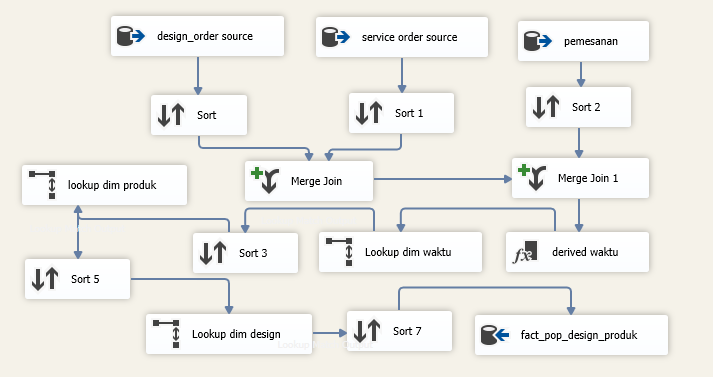 design_order source
service order source
pemesanan
Sort
Sort 1
Sort 2
Merge Join
Merge Join 1
lookup dim produk
Sort 3
Lookup dim waktu
fx
derived waktu
Sort 5
Lookup dim design
Sort 7
fact_pop_design_produk